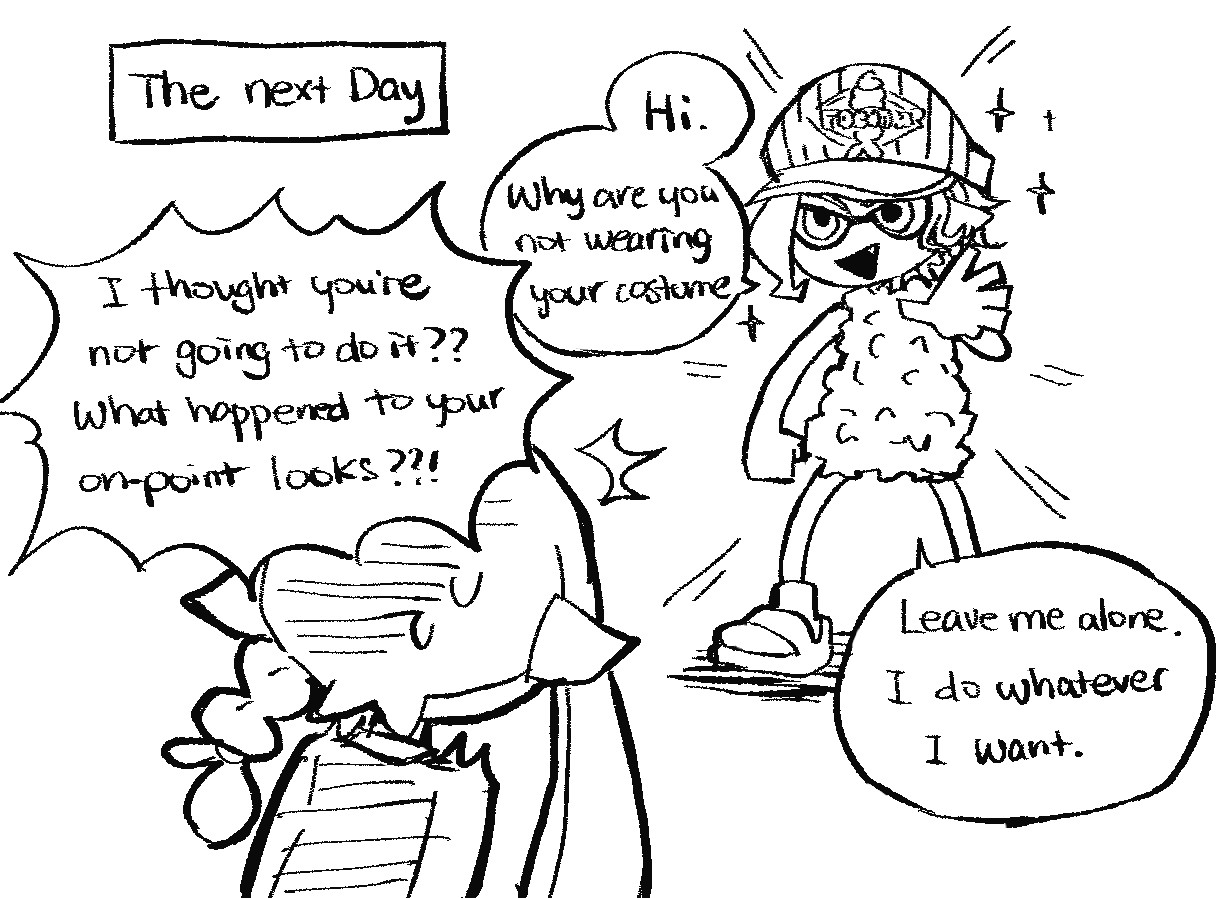 The next Day
Hi.
Why are you
not wearing
your costume
I thought you're
not going to do it??
What happened to your
on-point looks??!
Leave me alone.
I do whatever
I want.